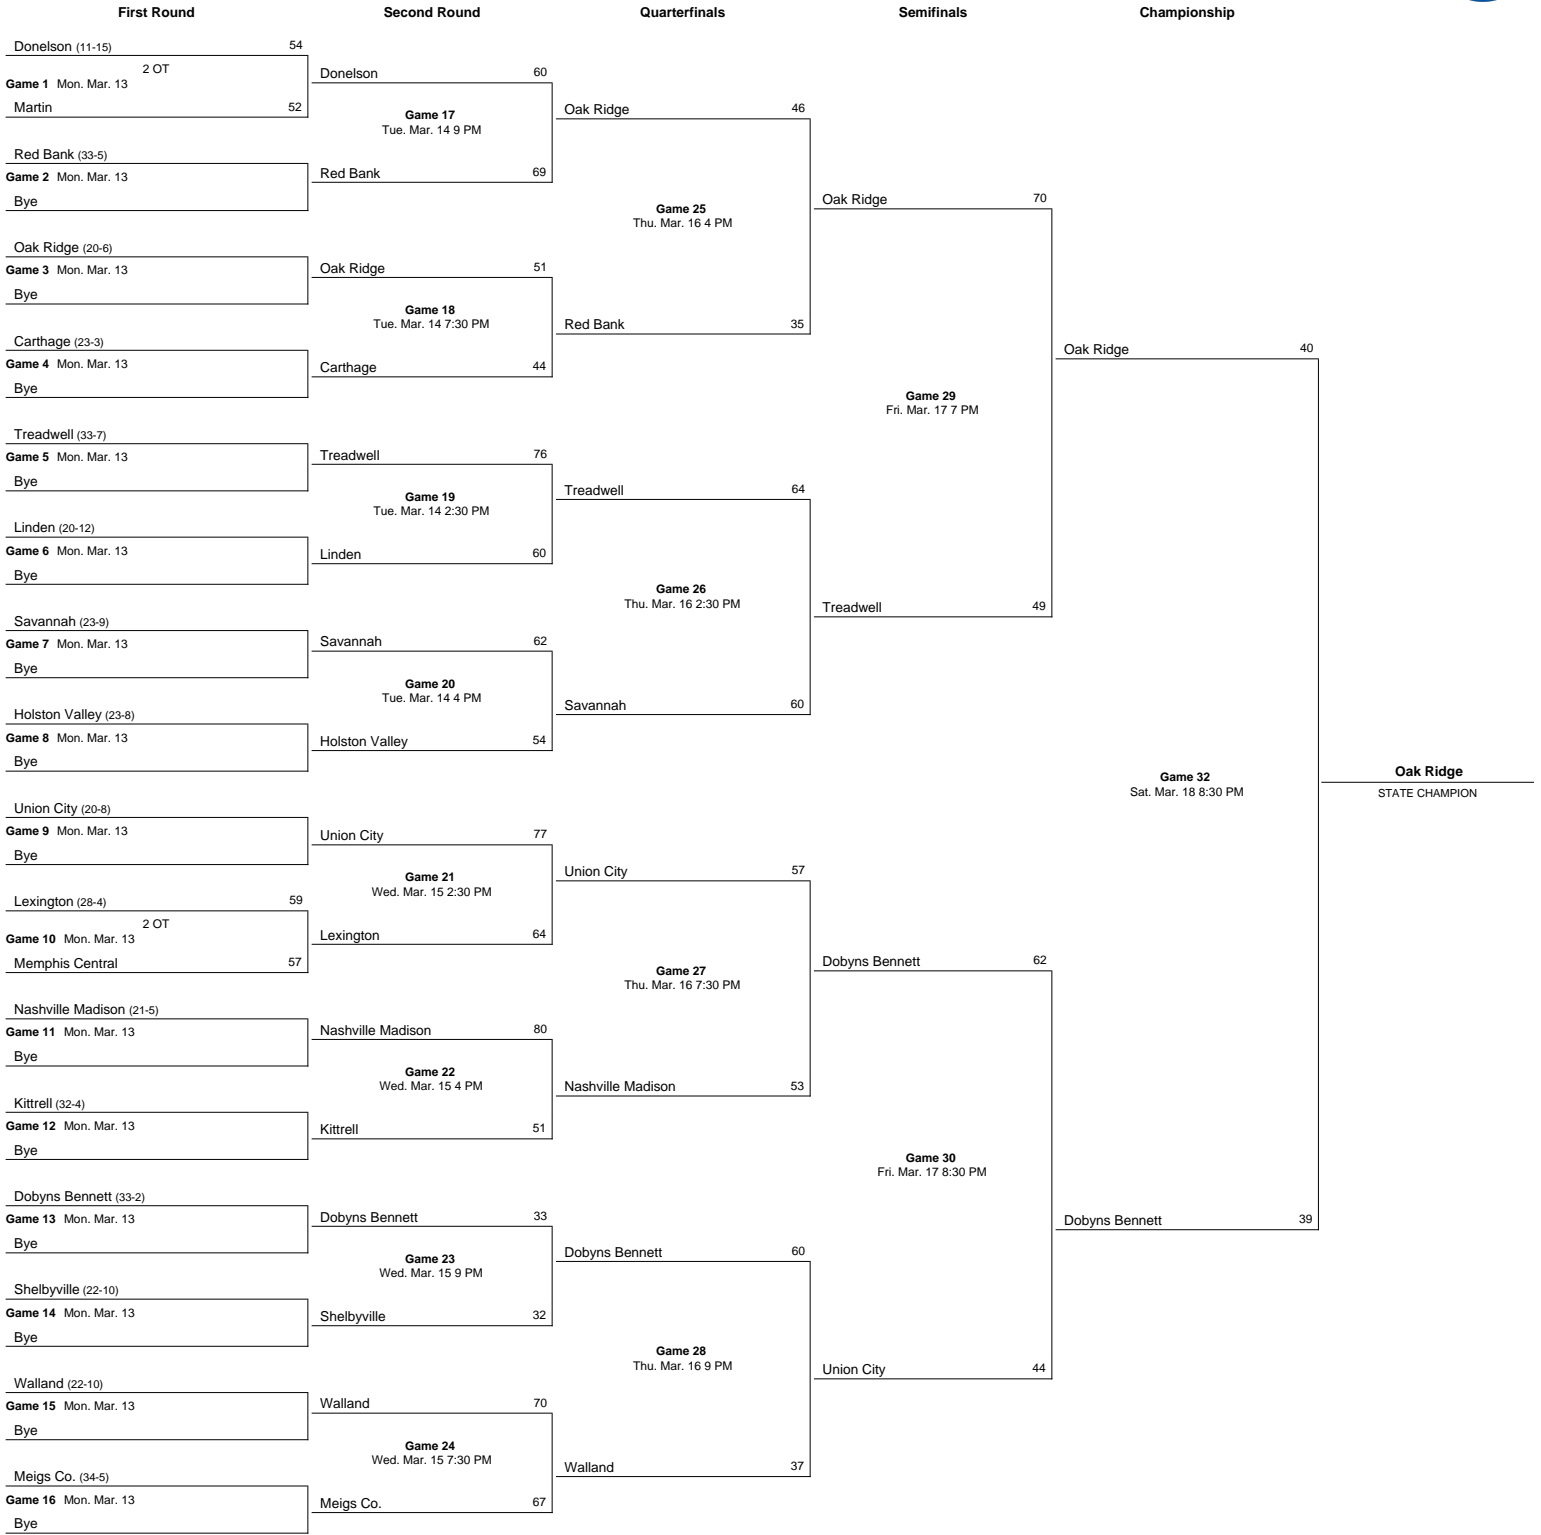 First Round
Second Round
Quarterfinals
Semifinals
Championship
Donelson (11-15) 54
2 OT
Game 1 Mon. Mar. 13
Martin 52
Red Bank (33-5)
Game 2 Mon. Mar. 13
Bye
Oak Ridge (20-6)
Game 3 Mon. Mar. 13
Bye
Carthage (23-3)
Game 4 Mon. Mar. 13
Bye
Treadwell (33-7)
Game 5 Mon. Mar. 13
Bye
Linden (20-12)
Game 6 Mon. Mar. 13
Bye
Savannah (23-9)
Game 7 Mon. Mar. 13
Bye
Holston Valley (23-8)
Game 8 Mon. Mar. 13
Bye
Union City (20-8)
Game 9 Mon. Mar. 13
Bye
Lexington (28-4) 59
2 OT
Game 10 Mon. Mar. 13
Memphis Central 57
Nashville Madison (21-5)
Game 11 Mon. Mar. 13
Bye
Kittrell (32-4)
Game 12 Mon. Mar. 13
Bye
Dobyns Bennett (33-2)
Game 13 Mon. Mar. 13
Bye
Shelbyville (22-10)
Game 14 Mon. Mar. 13
Bye
Walland (22-10)
Game 15 Mon. Mar. 13
Bye
Meigs Co. (34-5)
Game 16 Mon. Mar. 13
Bye
Donelson 60
Game 17
Tue. Mar. 14 9 PM
Red Bank 69
Oak Ridge 51
Game 18
Tue. Mar. 14 7:30 PM
Carthage 44
Treadwell 76
Game 19
Tue. Mar. 14 2:30 PM
Linden 60
Savannah 62
Game 20
Tue. Mar. 14 4 PM
Holston Valley 54
Union City 77
Game 21
Wed. Mar. 15 2:30 PM
Lexington 64
Nashville Madison 80
Game 22
Wed. Mar. 15 4 PM
Kittrell 51
Dobyns Bennett 33
Game 23
Wed. Mar. 15 9 PM
Shelbyville 32
Walland 70
Game 24
Wed. Mar. 15 7:30 PM
Meigs Co. 67
Oak Ridge 46
Game 25
Thu. Mar. 16 4 PM
Red Bank 35
Treadwell 64
Game 26
Thu. Mar. 16 2:30 PM
Savannah 60
Union City 57
Game 27
Thu. Mar. 16 7:30 PM
Nashville Madison 53
Dobyns Bennett 60
Game 28
Thu. Mar. 16 9 PM
Walland 37
Oak Ridge 70
Game 29
Fri. Mar. 17 7 PM
Treadwell 49
Dobyns Bennett 62
Game 30
Fri. Mar. 17 8:30 PM
Union City 44
Oak Ridge 40
Game 32
Sat. Mar. 18 8:30 PM
Dobyns Bennett 39
Oak Ridge
STATE CHAMPION